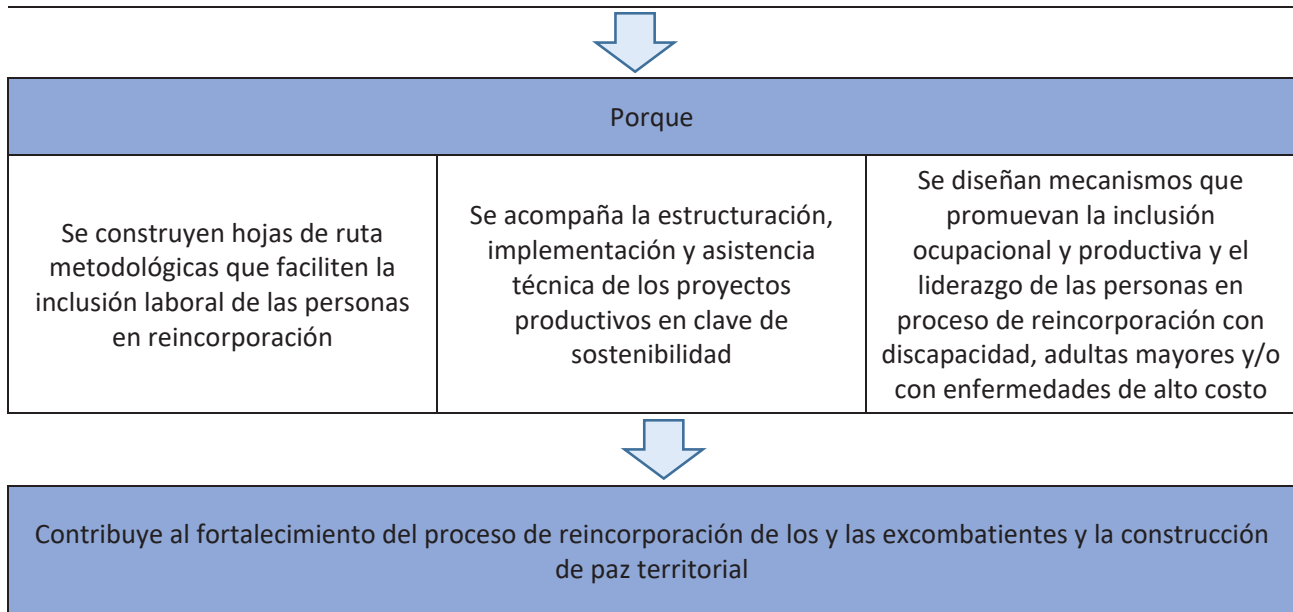 Porque
Se construyen hojas de ruta
metodológicas que faciliten la
inclusión laboral de las personas
en reincorporación
Se acompaña la estructuración,
implementación y asistencia
técnica de los proyectos
productivos en clave de
sostenibilidad
Se diseñan mecanismos que
promuevan la inclusión
ocupacional y productiva y el
liderazgo de las personas en
proceso de reincorporación con
discapacidad, adultas mayores y/o
con enfermedades de alto costo
Contribuye al fortalecimiento del proceso de reincorporación de los y las excombatientes y la construcción
de paz territorial